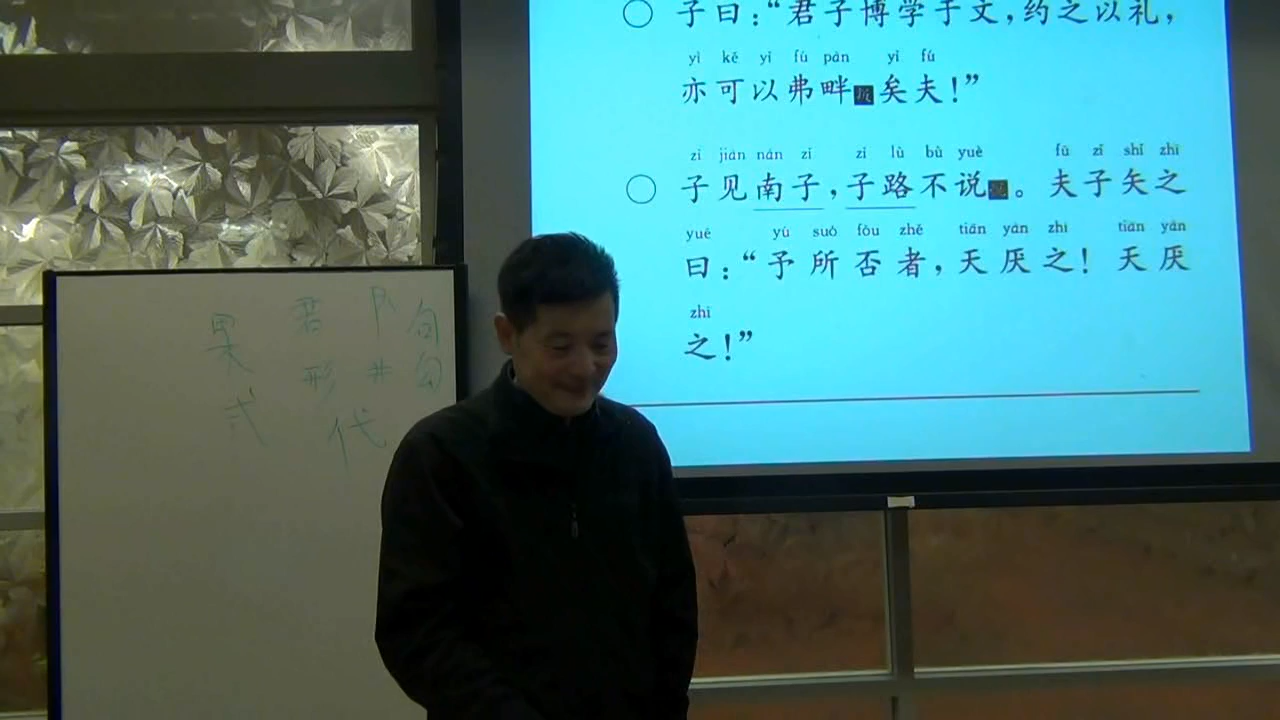 ○ 子曰：“君子博学于文，约之以礼，
yì kě yǐ fú pàn yǐ fú
亦可以弗畔矣夫！”
zǐ jiàn nán zǐ zǐ lù bù yuè fū zǐ shǐ zhī
○ 子见南子，子路不说。夫子矢之
yuē yú suǒ fǒu zhě tiān yàn zhī tiān yàn
曰：“予所否者，天厌之！天厌
zhī
之！”
君
形
代
式
句